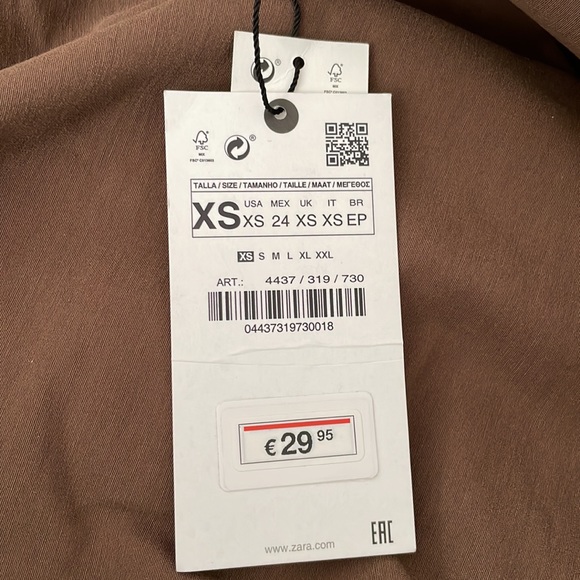 FSC
MIX
®
TALLA / SIZE / TAMANHO / TAILLE / MAAT / ΜΕΓΕΘΟΣ
XS
USA MEX UK IT BR
XS 24 XS XS EP
XS S M L XL XXL
ART.: 4437 / 319 / 730
04437319730018
€ 29 95
www.zara.com
EAC